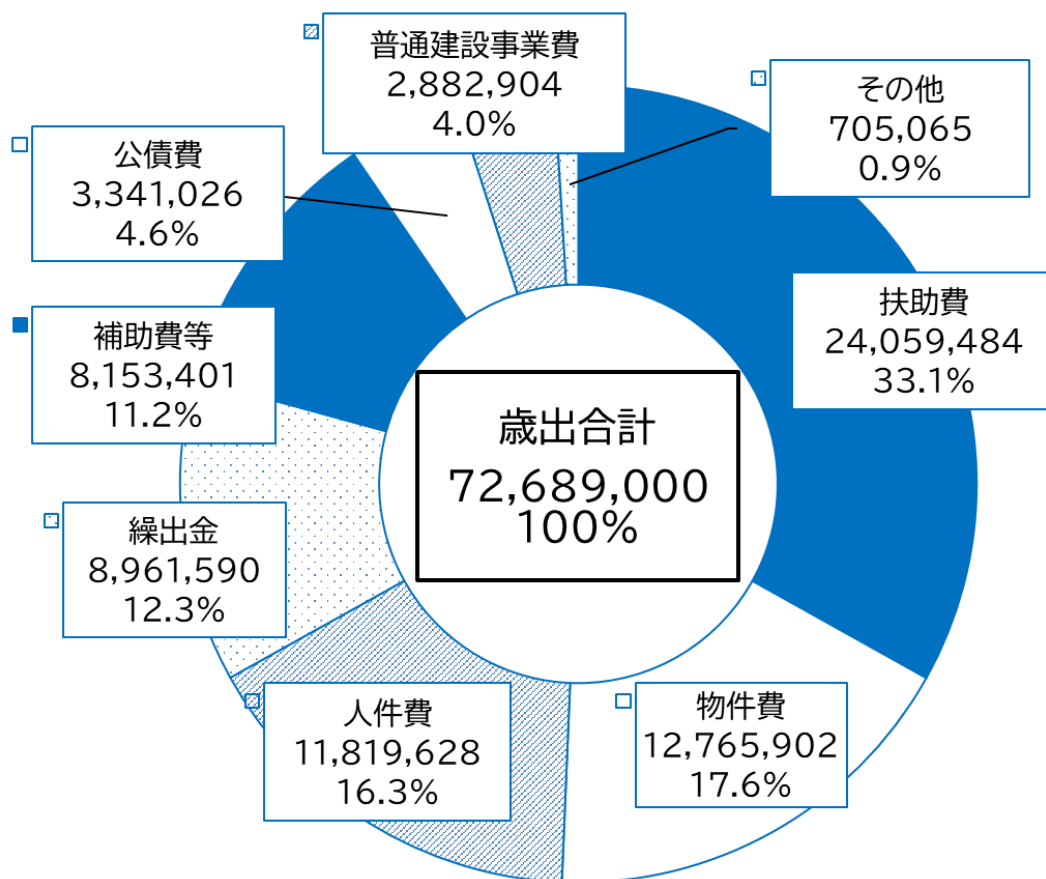 普通建設事業費
2,882,904
4.0%
その他
705,065
0.9%
公債費
3,341,026
4.6%
扶助費
24,059,484
33.1%
補助費等
8,153,401
11.2%
歳出合計
72,689,000
100%
繰出金
8,961,590
12.3%
人件費
11,819,628
16.3%
物件費
12,765,902
17.6%